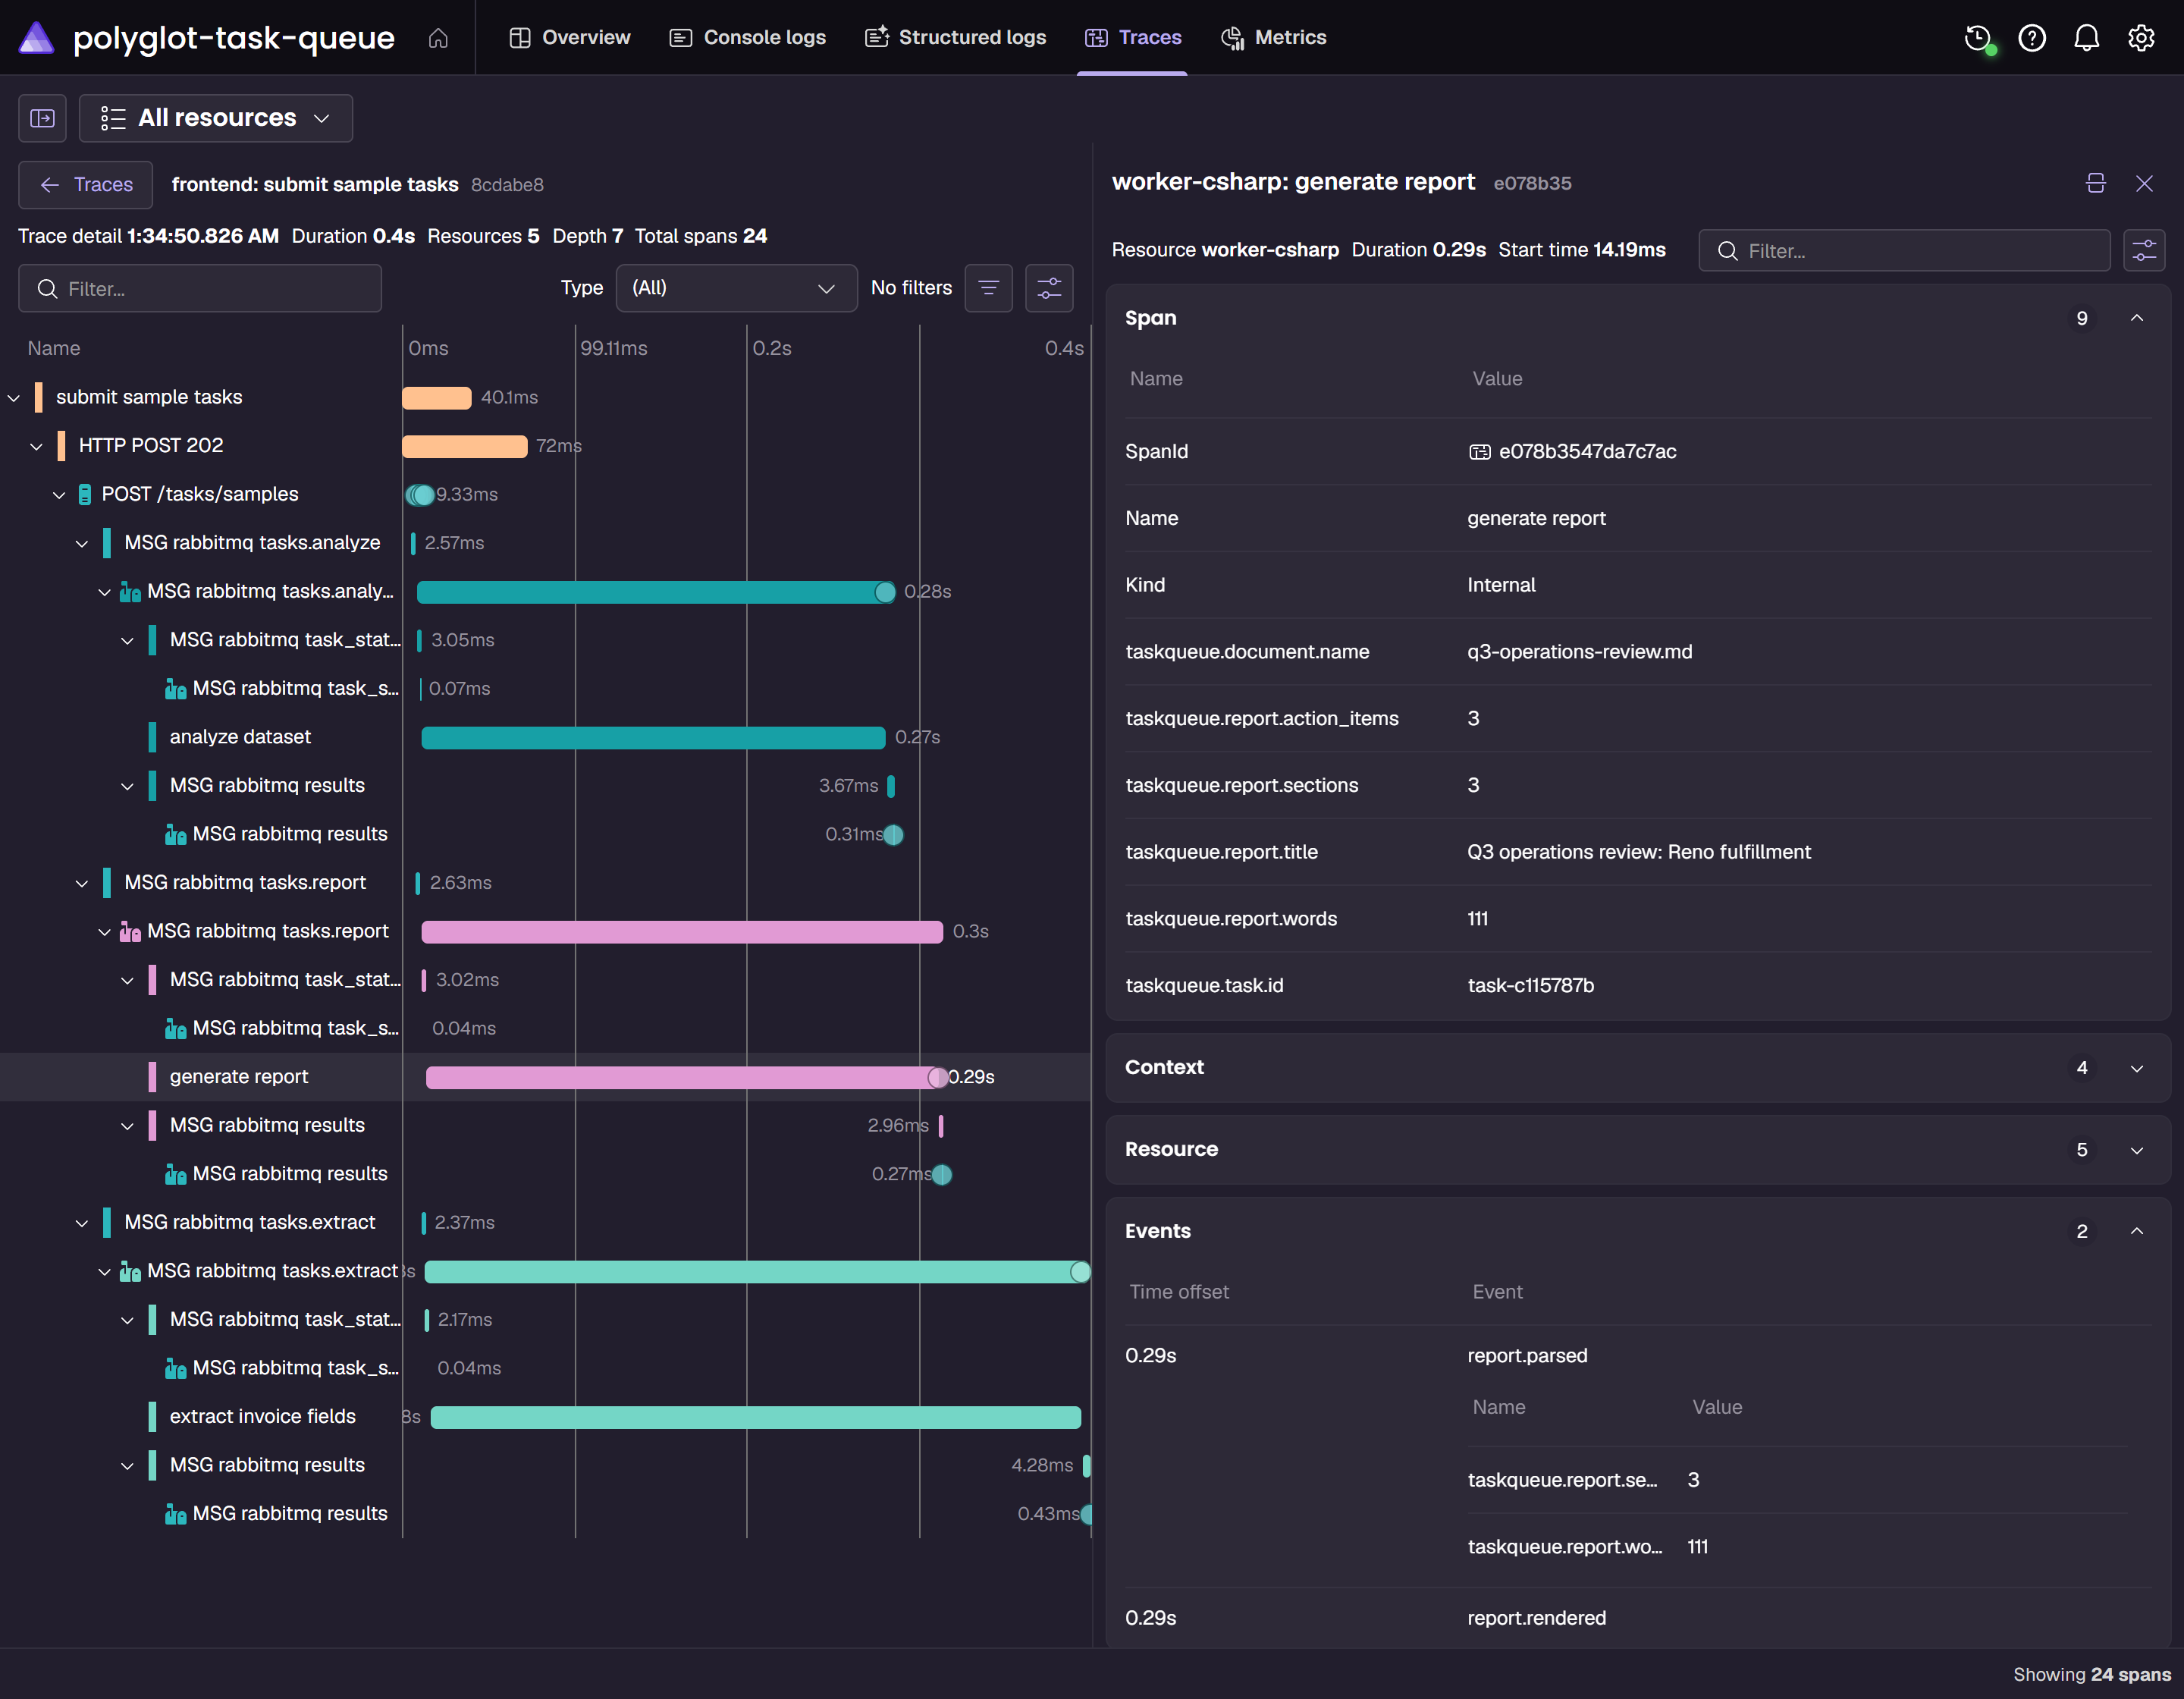 polyglot-task-queue
Overview
Console logs
Structured logs
Traces
Metrics
All resources
Traces
frontend: submit sample tasks 8cdabe8
Trace detail 1:34:50.826 AM Duration 0.4s Resources 5 Depth 7 Total spans 24
Filter...
Type
(All)
No filters
Name
0ms
99.11ms
0.2s
0.4s
submit sample tasks
40.1ms
HTTP POST 202
72ms
POST /tasks/samples
9.33ms
MSG rabbitmq tasks.analyze
2.57ms
MSG rabbitmq tasks.analy...
0.28s
MSG rabbitmq task_stat...
3.05ms
MSG rabbitmq task_s...
0.07ms
analyze dataset
0.27s
MSG rabbitmq results
3.67ms
MSG rabbitmq results
0.31ms
MSG rabbitmq tasks.report
2.63ms
MSG rabbitmq tasks.report
0.3s
MSG rabbitmq task_stat...
3.02ms
MSG rabbitmq task_s...
0.04ms
generate report
0.29s
MSG rabbitmq results
2.96ms
MSG rabbitmq results
0.27ms
MSG rabbitmq tasks.extract
2.37ms
MSG rabbitmq tasks.extract
MSG rabbitmq task_stat...
2.17ms
MSG rabbitmq task_s...
0.04ms
extract invoice fields
8s
MSG rabbitmq results
4.28ms
MSG rabbitmq results
0.43ms
worker-csharp: generate report e078b35
Resource worker-csharp Duration 0.29s Start time 14.19ms
Filter...
Span
9
Name Value
SpanId e078b3547da7c7ac
Name generate report
Kind Internal
taskqueue.document.name q3-operations-review.md
taskqueue.report.action_items 3
taskqueue.report.sections 3
taskqueue.report.title Q3 operations review: Reno fulfillment
taskqueue.report.words 111
taskqueue.task.id task-c115787b
Context
4
Resource
5
Events
2
Time offset Event
0.29s report.parsed
Name Value
taskqueue.report.se... 3
taskqueue.report.wo... 111
0.29s report.rendered
Showing 24 spans